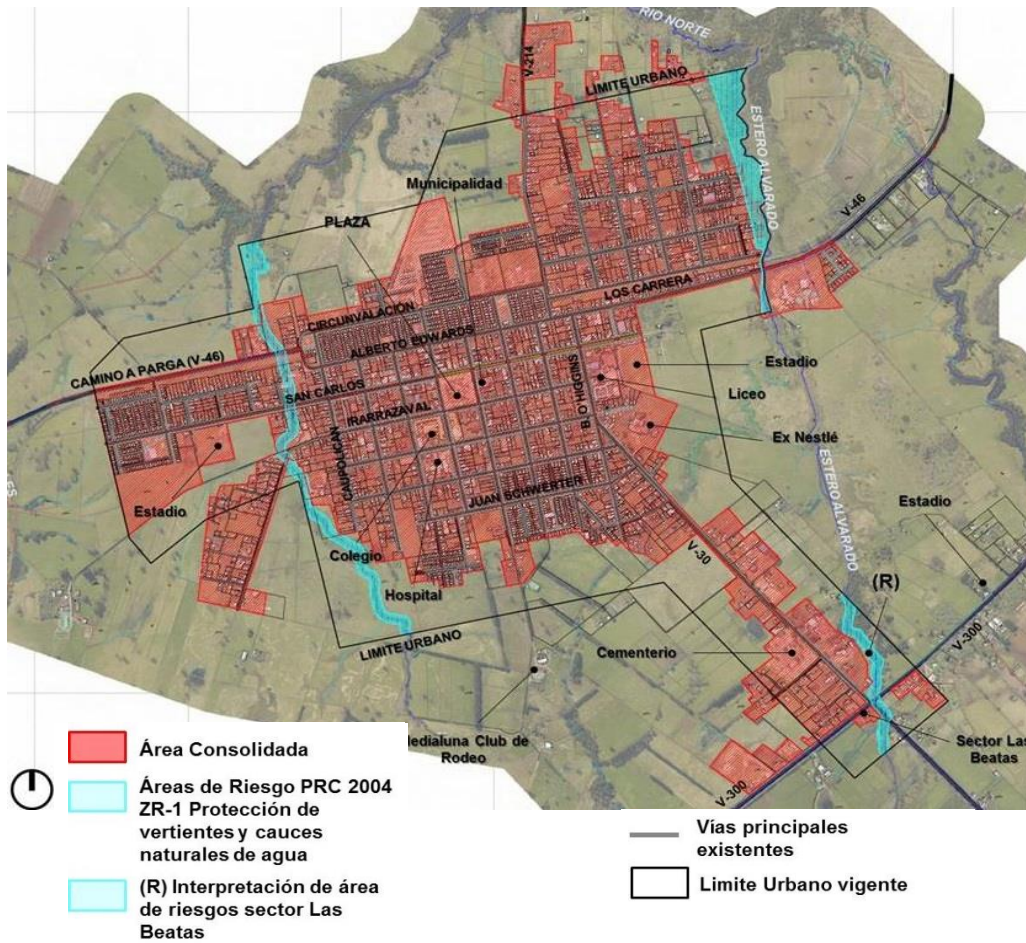 RIO NORTE
V-214
LIMITE URBANO
ESTERO ALVARADO
Municipalidad
V-46
PLAZA
LOS CARRERA
CIRCUNVALACIÓN
ALBERTO EDWARDS
CAMINO A PARGA (V-46)
SAN CARLOS
Estadio
B.O´HIGGINS
Liceo
IRARRAZAVAL
Ex Nestlé
CAUPOLICAN
JUAN SCHWERTER
ESTERO ALVARADO
Estadio
Estadio
V-30
Colegio
(R)
Hospital
LIMITE URBANO
V-300
Cementerio
Medialuna Club de
Rodeo
Sector Las
Beatas
V-300
Área Consolidada
Áreas de Riesgo PRC 2004
ZR-1 Protección de
vertientes y cauces
naturales de agua
(R) Interpretación de área
de riesgos sector Las
Beatas
Vías principales
existentes
Limite Urbano vigente